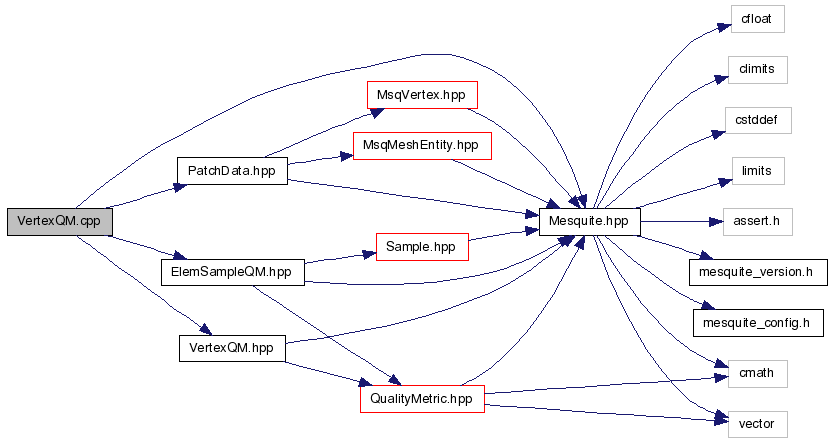 VertexQM.cpp
PatchData.hpp
ElemSampleQM.hpp
VertexQM.hpp
MsqVertex.hpp
MsqMeshEntity.hpp
Sample.hpp
QualityMetric.hpp
Mesquite.hpp
cfloat
climits
cstddef
limits
assert.h
mesquite_version.h
mesquite_config.h
cmath
vector